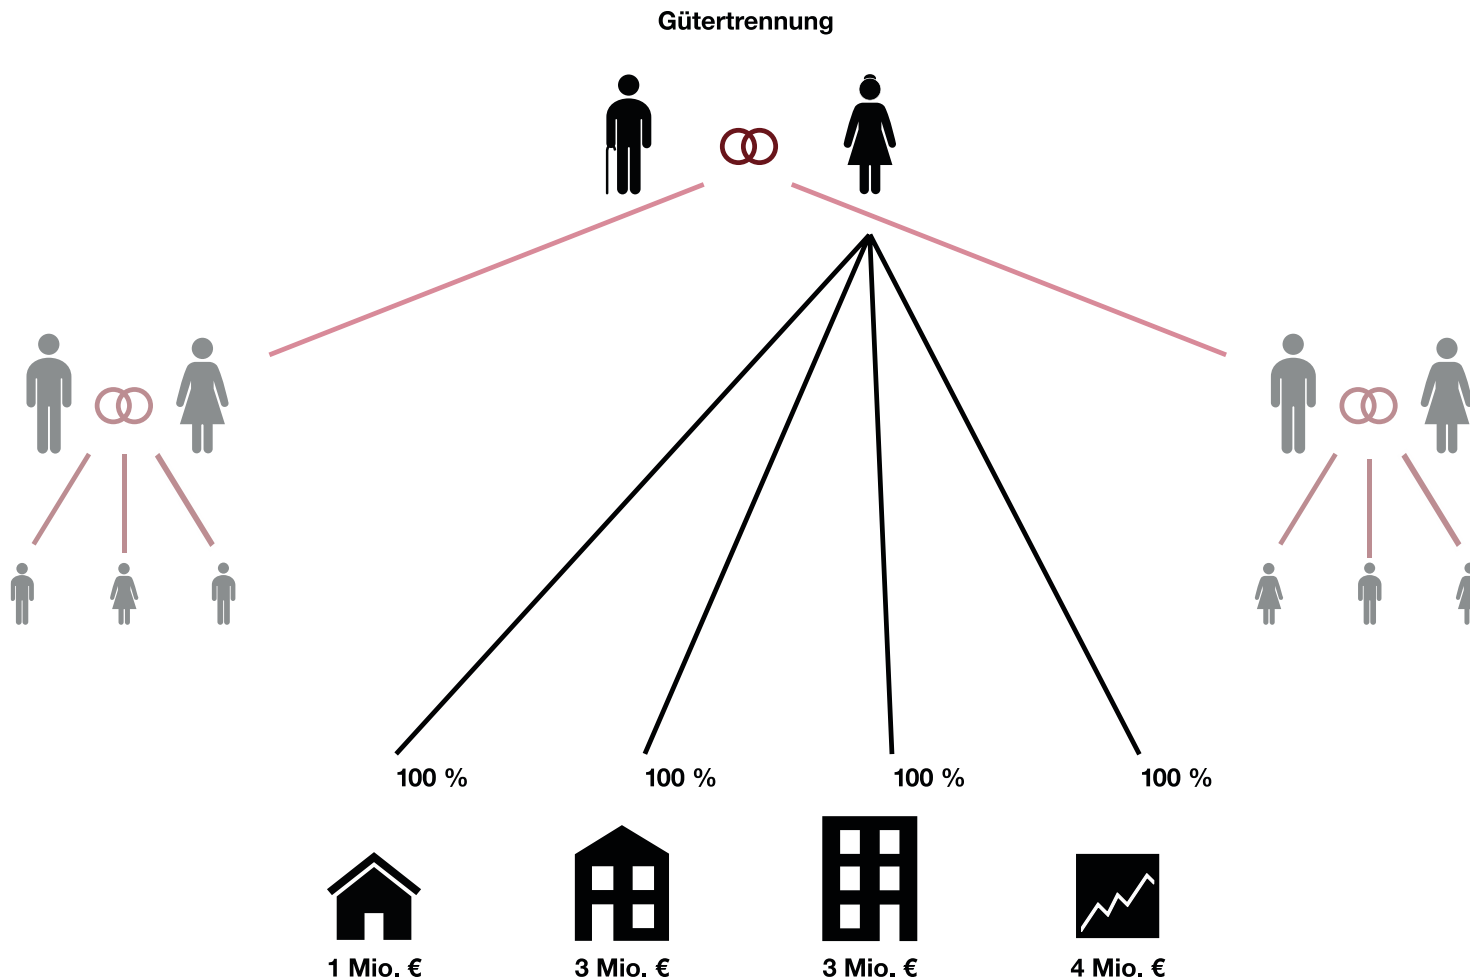 Gütertrennung
100 % 100 % 100 % 100 %
1 Mio. € 3 Mio. € 3 Mio. € 4 Mio. €